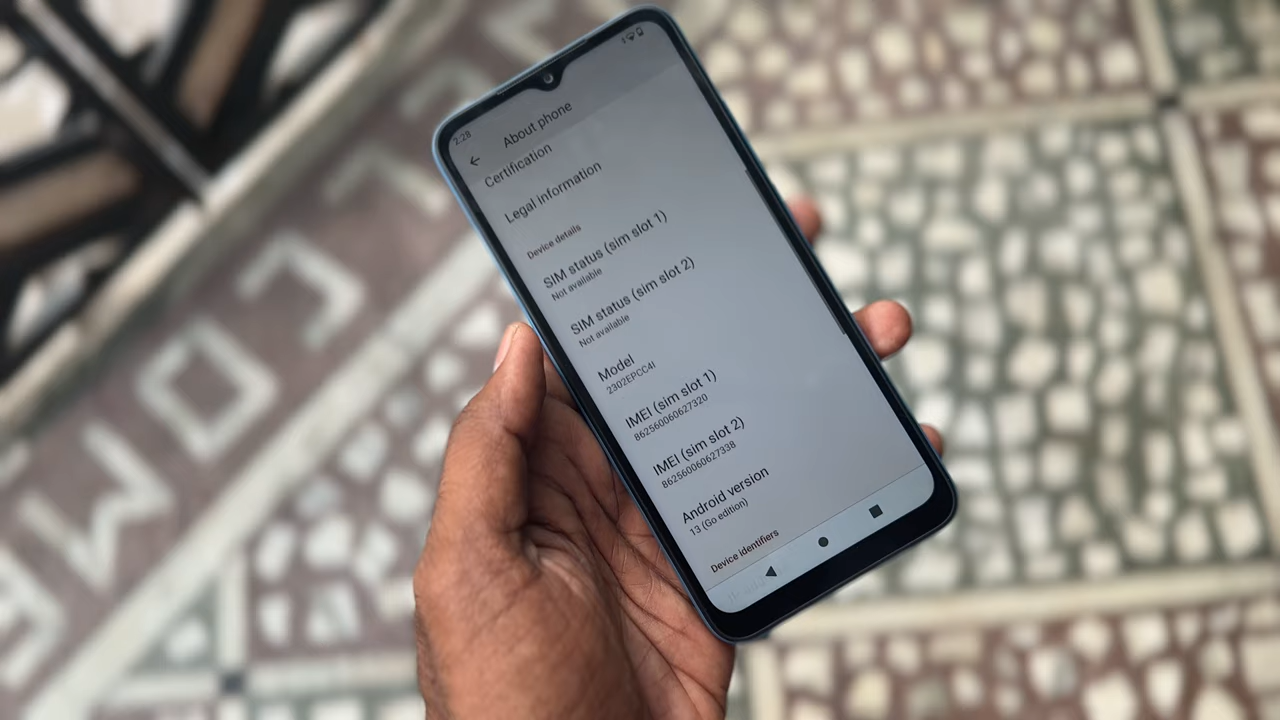 2:28
About phone
Certification
Legal information
Device details
SIM status (sim slot 1)
Not available
SIM status (sim slot 2)
Not available
Model
2302EPCC4I
IMEI (sim slot 1)
862560060627320
IMEI (sim slot 2)
862560060627338
Android version
13 (Go edition)
Device identifiers